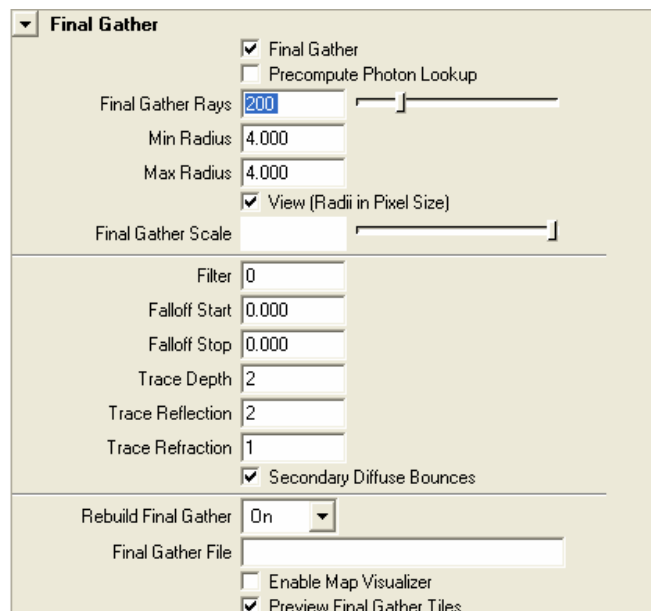 Final Gather
Final Gather
Precompute Photon Lookup
Final Gather Rays 200
Min Radius 4.000
Max Radius 4.000
View (Radii in Pixel Size)
Final Gather Scale
Filter 0
Falloff Start 0.000
Falloff Stop 0.000
Trace Depth 2
Trace Reflection 2
Trace Refraction 1
Secondary Diffuse Bounces
Rebuild Final Gather On
Final Gather File
Enable Map Visualizer
Preview Final Gather Tiles